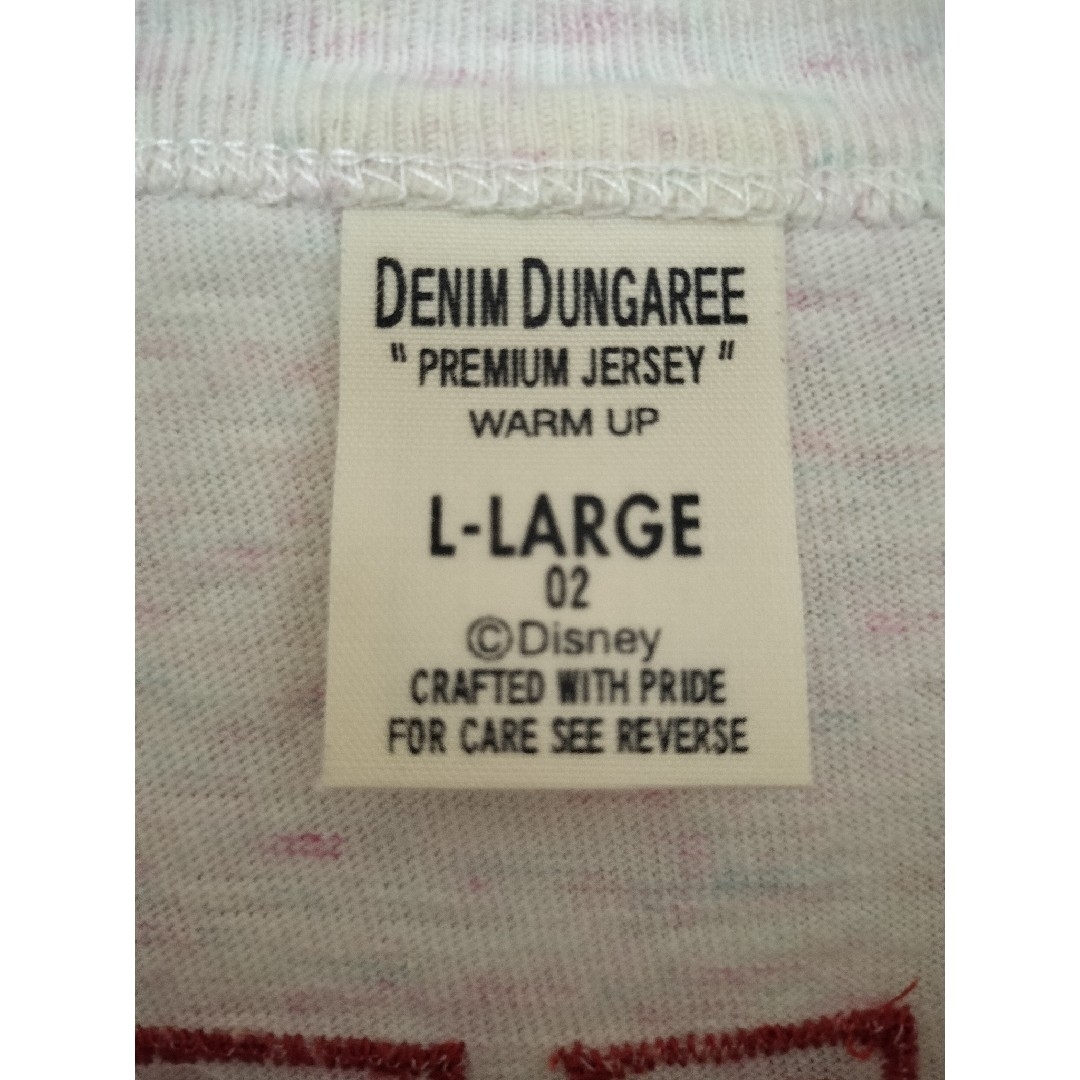 DENIM DUNGAREE
" PREMIUM JERSEY "
WARM UP
L-LARGE
02
©Disney
CRAFTED WITH PRIDE
FOR CARE SEE REVERSE